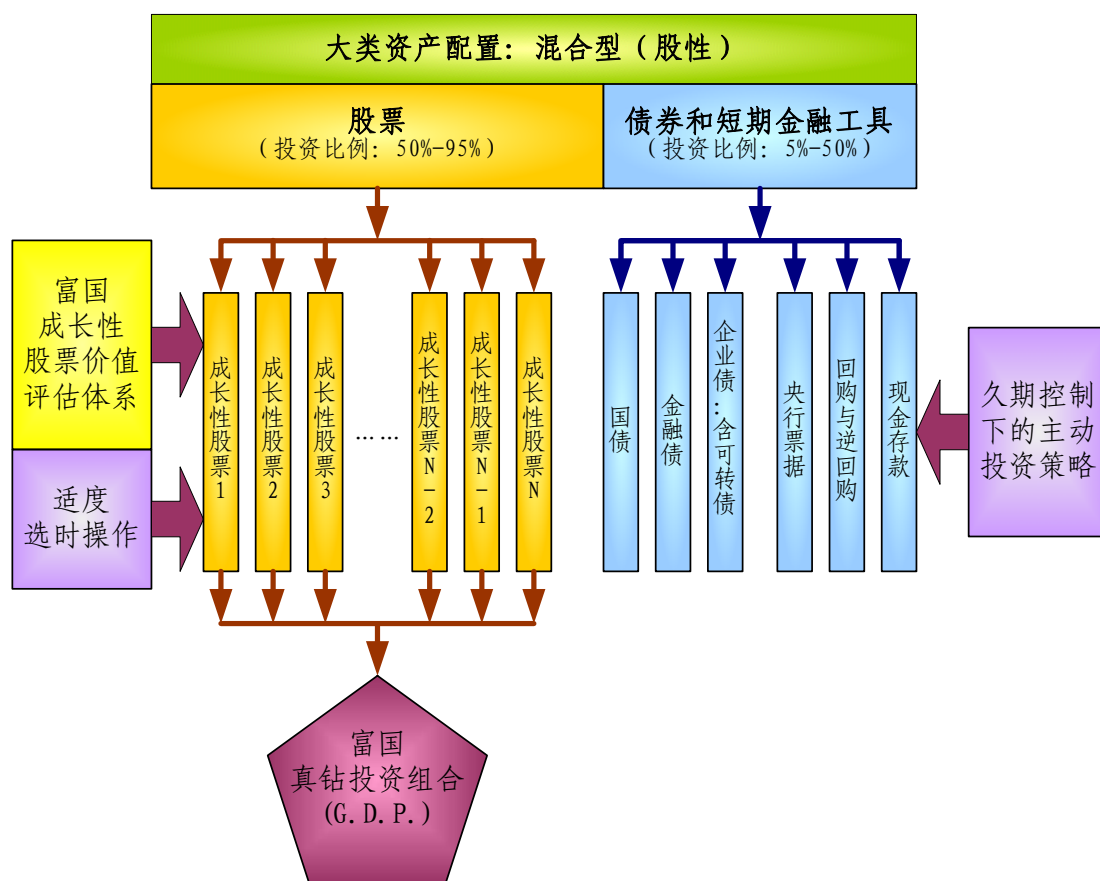 大类资产配置：混合型（股性）
股票
（投资比例：50%-95%）
债券和短期金融工具
（投资比例：5%-50%）
富国
成长性
股票价值
评估体系
适度
选时操作
成长性股票1
成长性股票2
成长性股票3
……
成长性股票N-2
成长性股票N-1
成长性股票N
国债
金融债
企业债：含可转债
央行票据
回购与逆回购
现金存款
久期控制
下的主动
投资策略
富国
真钻投资组合
(G.D.P.)